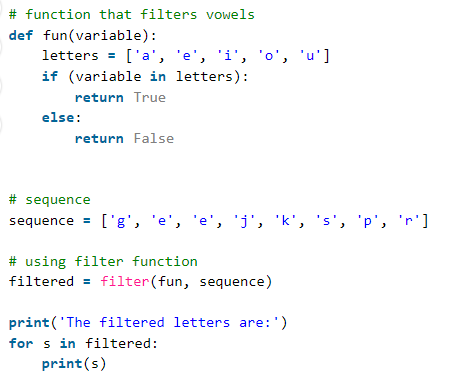 # function that filters vowels
def fun(variable):
    letters = ['a', 'e', 'i', 'o', 'u']
    if (variable in letters):
        return True
    else:
        return False
# sequence
sequence = ['g', 'e', 'e', 'j', 'k', 's', 'p', 'r']
# using filter function
filtered = filter(fun, sequence)
print('The filtered letters are:')
for s in filtered:
    print(s)